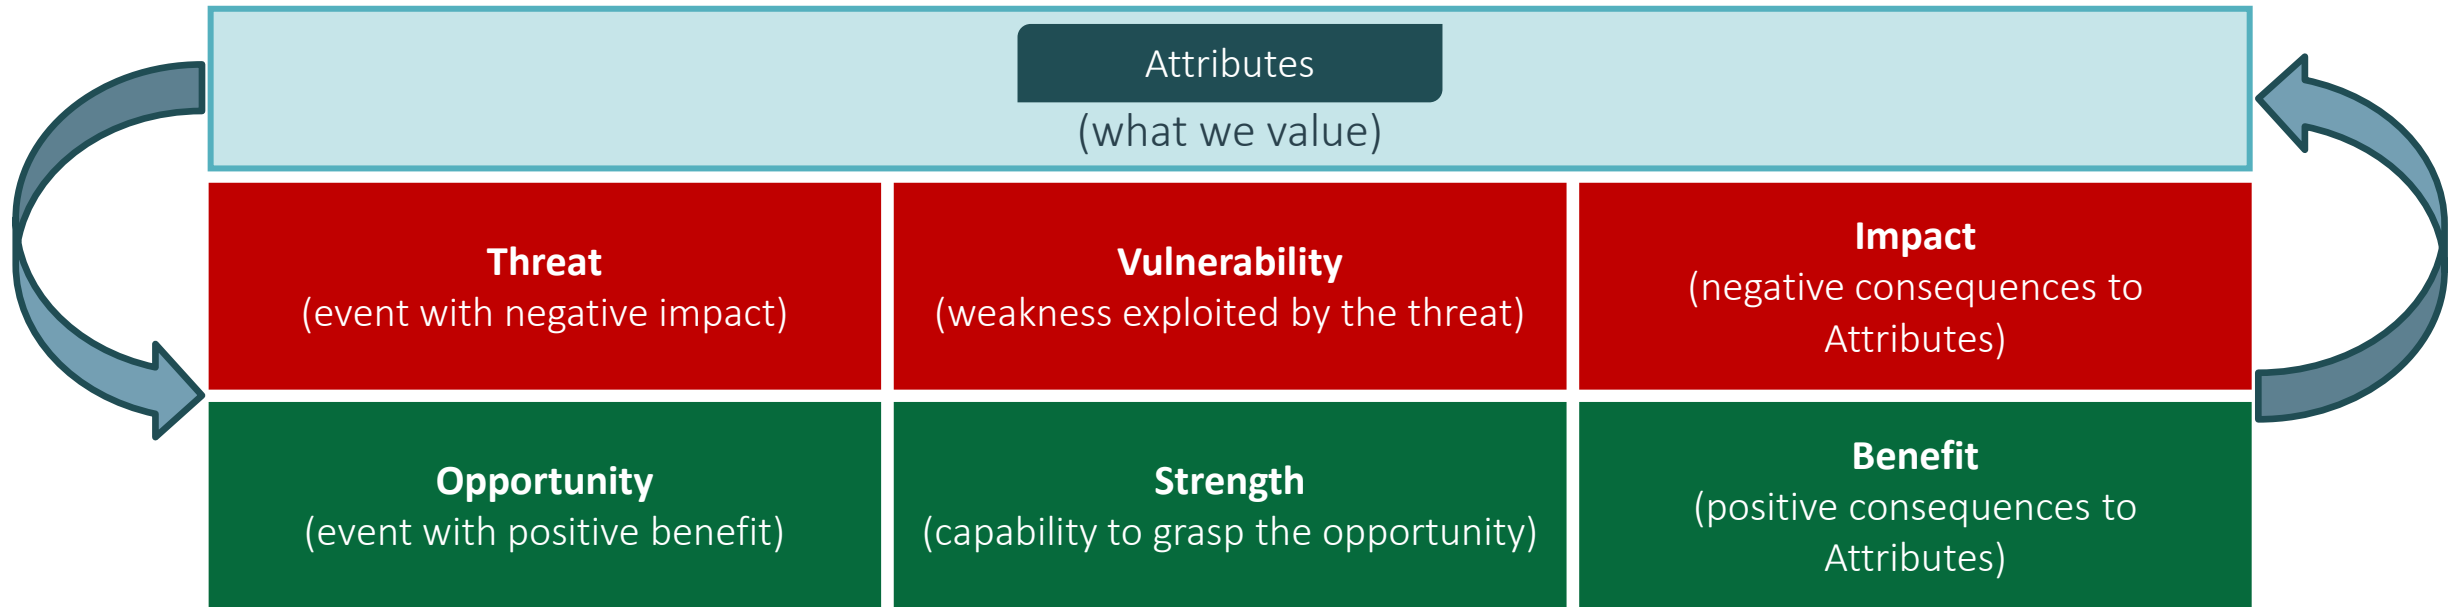 Attributes
(what we value)
Threat
(event with negative impact)
Vulnerability
(weakness exploited by the threat)
Impact
(negative consequences to
Attributes)
Opportunity
(event with positive benefit)
Strength
(capability to grasp the opportunity)
Benefit
(positive consequences to
Attributes)